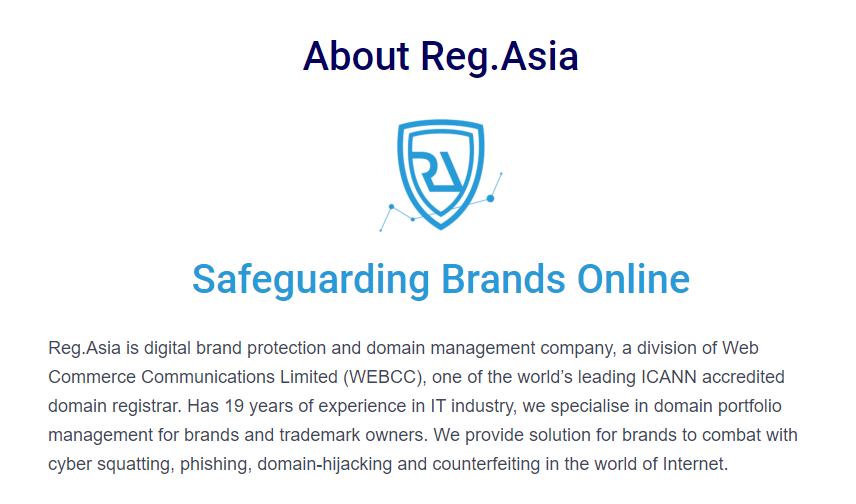 About Reg.Asia
RA
Safeguarding Brands Online
Reg.Asia is digital brand protection and domain management company, a division of Web
Commerce Communications Limited (WEBCC), one of the world’s leading ICANN accredited
domain registrar. Has 19 years of experience in IT industry, we specialise in domain portfolio
management for brands and trademark owners. We provide solution for brands to combat with
cyber squatting, phishing, domain-hijacking and counterfeiting in the world of Internet.